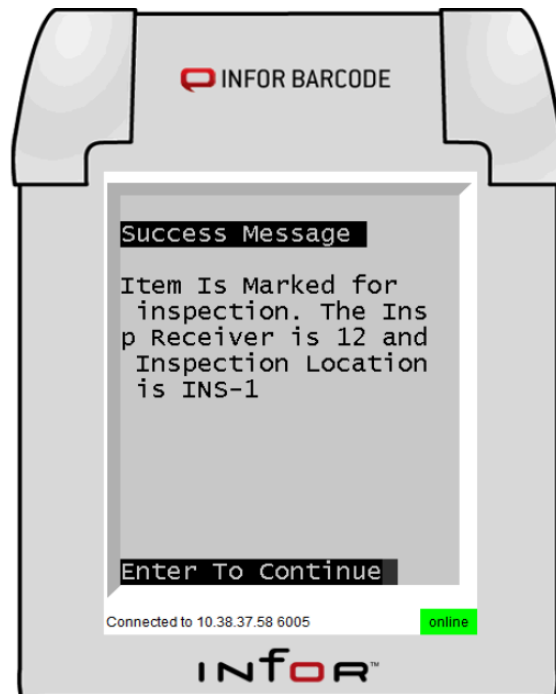 INFOR BARCODE
Success Message
Item Is Marked for
inspection. The Ins
p Receiver is 12 and
Inspection Location
is INS-1
Enter To Continue
Connected to 10.38.37.58 6005
online
INFOR™